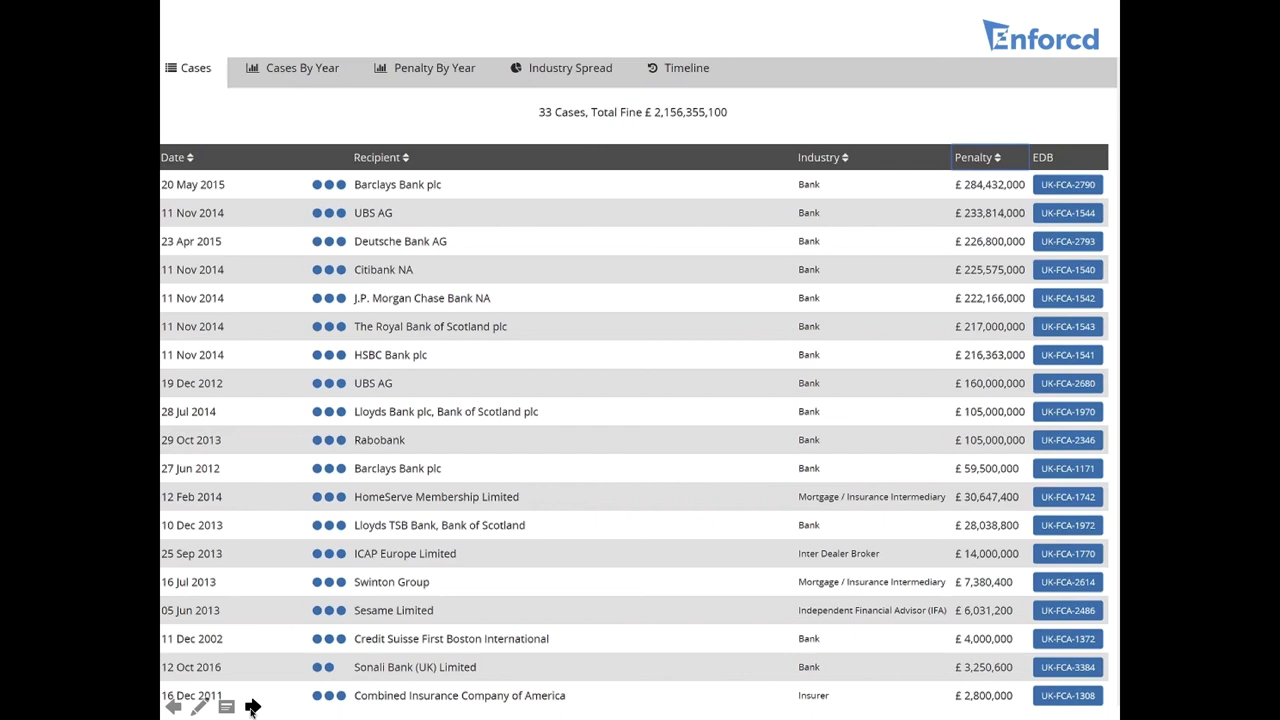 Enforcd
Cases Cases By Year Penalty By Year Industry Spread Timeline
33 Cases, Total Fine £ 2,156,355,100
Date Recipient Industry Penalty EDB
20 May 2015 Barclays Bank plc Bank £ 284,432,000 UK-FCA-2790
11 Nov 2014 UBS AG Bank £ 233,814,000 UK-FCA-1544
23 Apr 2015 Deutsche Bank AG Bank £ 226,800,000 UK-FCA-2793
11 Nov 2014 Citibank NA Bank £ 225,575,000 UK-FCA-1540
11 Nov 2014 J.P. Morgan Chase Bank NA Bank £ 222,166,000 UK-FCA-1542
11 Nov 2014 The Royal Bank of Scotland plc Bank £ 217,000,000 UK-FCA-1543
11 Nov 2014 HSBC Bank plc Bank £ 216,363,000 UK-FCA-1541
19 Dec 2012 UBS AG Bank £ 160,000,000 UK-FCA-2680
28 Jul 2014 Lloyds Bank plc, Bank of Scotland plc Bank £ 105,000,000 UK-FCA-1970
29 Oct 2013 Rabobank Bank £ 105,000,000 UK-FCA-2346
27 Jun 2012 Barclays Bank plc Bank £ 59,500,000 UK-FCA-1171
12 Feb 2014 HomeServe Membership Limited Mortgage / Insurance Intermediary £ 30,647,400 UK-FCA-1742
10 Dec 2013 Lloyds TSB Bank, Bank of Scotland Bank £ 28,038,800 UK-FCA-1972
25 Sep 2013 ICAP Europe Limited Inter Dealer Broker £ 14,000,000 UK-FCA-1770
16 Jul 2013 Swinton Group Mortgage / Insurance Intermediary £ 7,380,400 UK-FCA-2614
05 Jun 2013 Sesame Limited Independent Financial Advisor (IFA) £ 6,031,200 UK-FCA-2486
11 Dec 2002 Credit Suisse First Boston International Bank £ 4,000,000 UK-FCA-1372
12 Oct 2016 Sonali Bank (UK) Limited Bank £ 3,250,600 UK-FCA-3384
16 Dec 2011 Combined Insurance Company of America Insurer £ 2,800,000 UK-FCA-1308